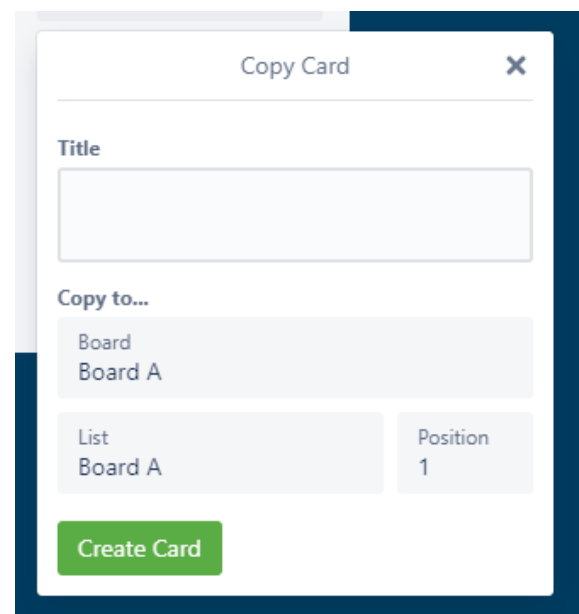 Copy Card
Title
Copy to...
Board
Board A
List
Board A
Position
1
Create Card